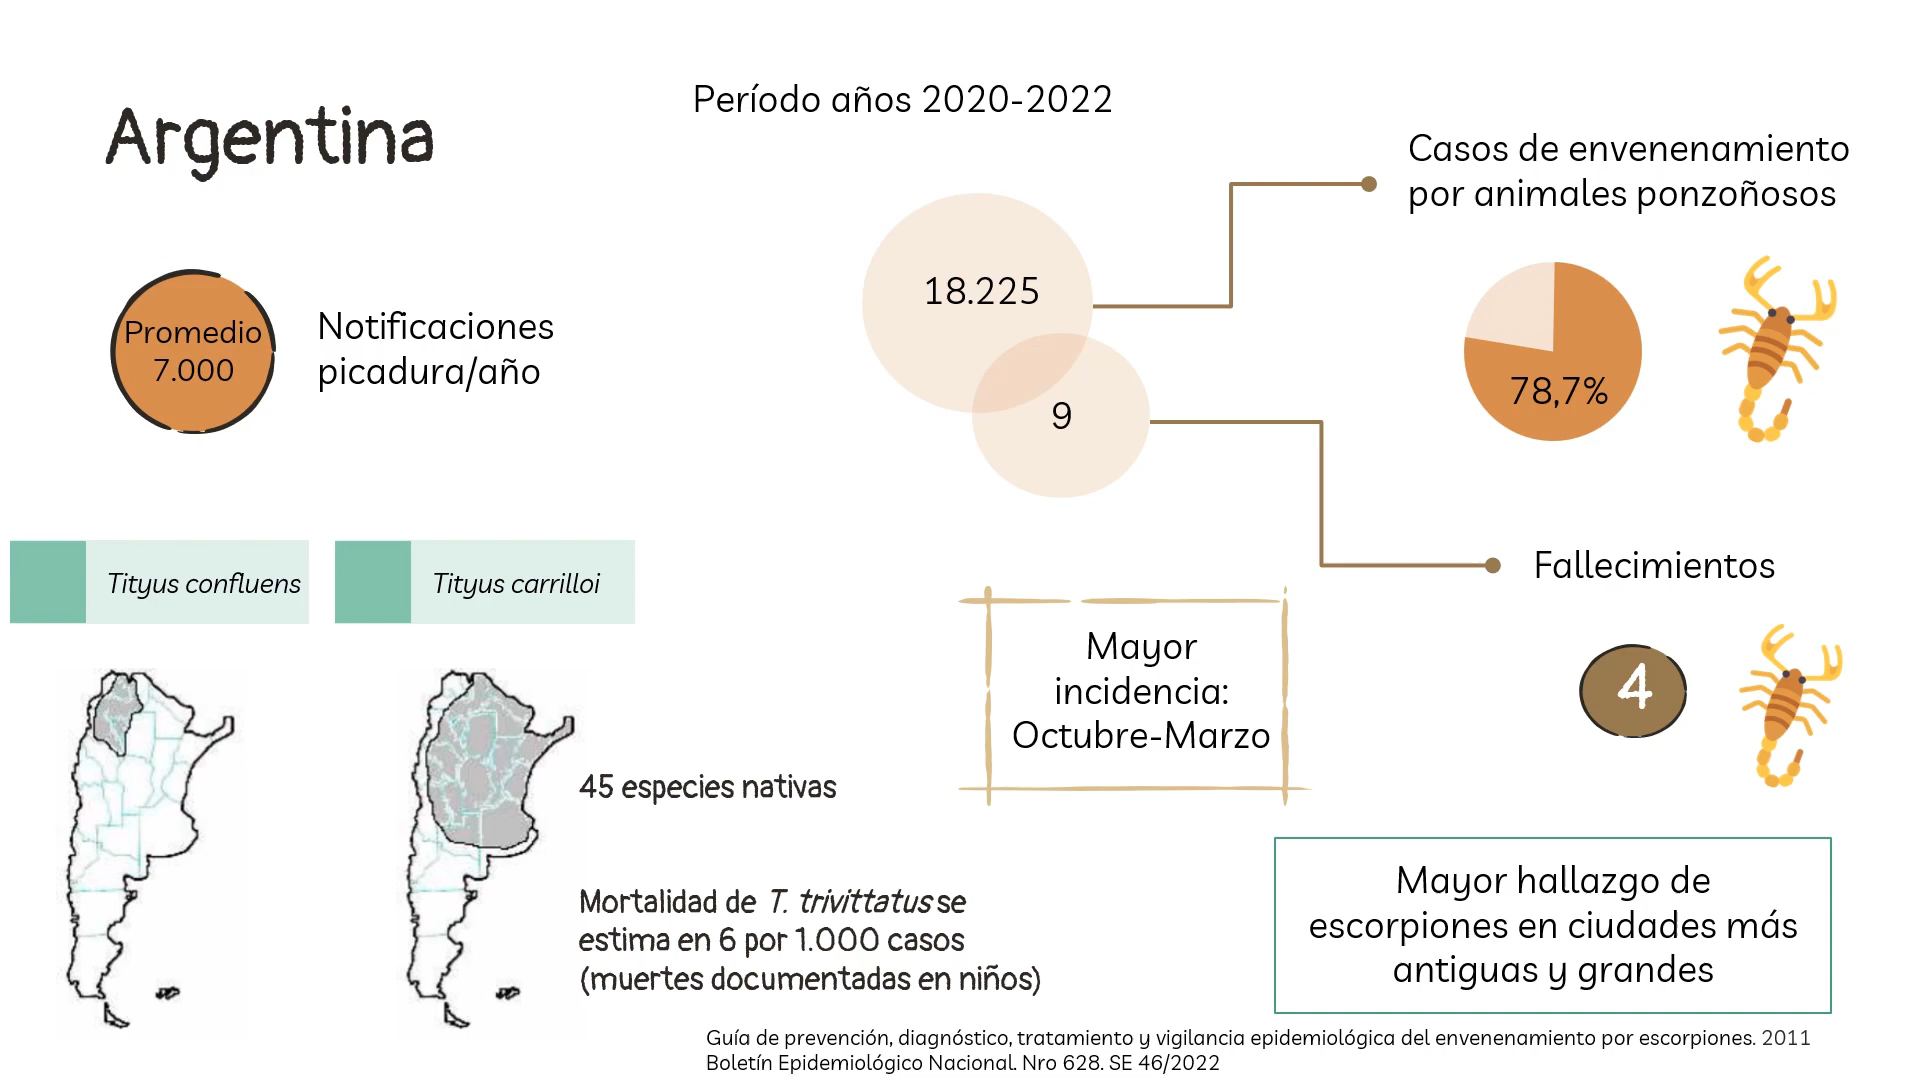 Argentina
Período años 2020-2022
Promedio
7.000
Notificaciones
picadura/año
18.225
9
Casos de envenenamiento
por animales ponzoñosos
78,7%
Fallecimientos
4
Tityus confluens
Tityus carrilloi
45 especies nativas
Mortalidad de T. trivittatus se
estima en 6 por 1.000 casos
(muertes documentadas en niños)
Mayor
incidencia:
Octubre-Marzo
Mayor hallazgo de
escorpiones en ciudades más
antiguas y grandes
Guía de prevención, diagnóstico, tratamiento y vigilancia epidemiológica del envenenamiento por escorpiones. 2011
Boletín Epidemiológico Nacional. Nro 628. SE 46/2022